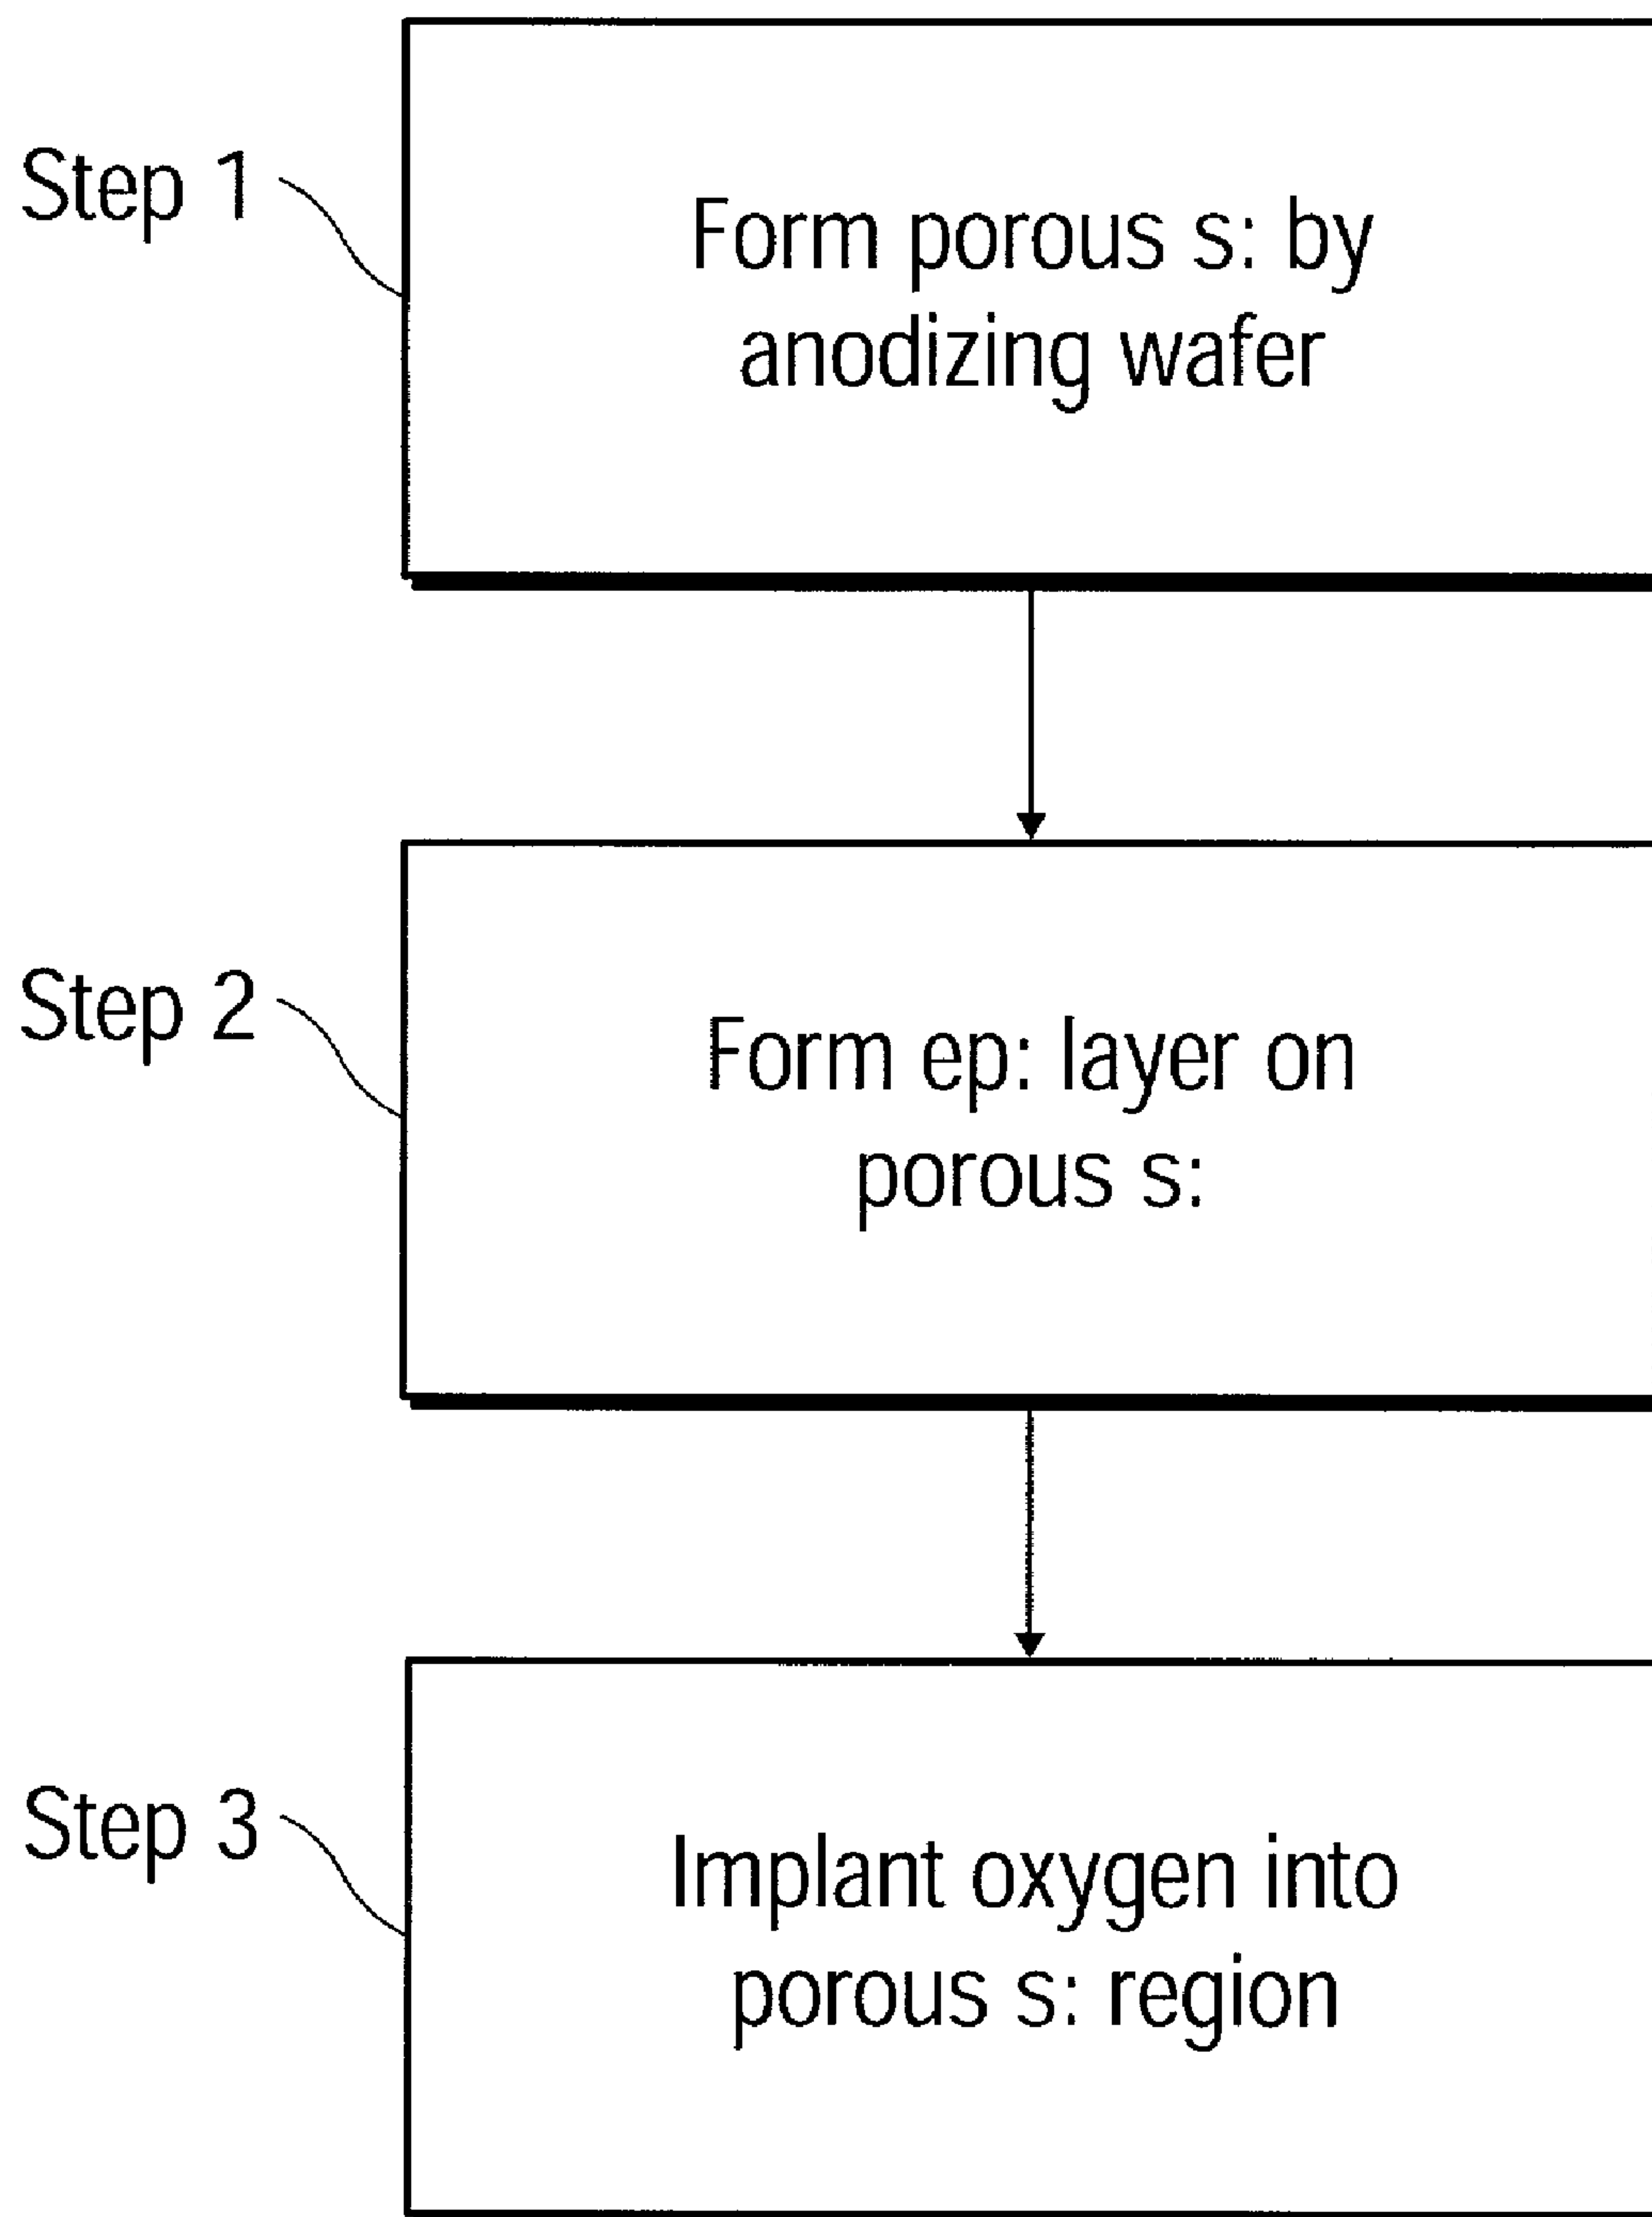 Step 1
Form porous s: by
anodizing wafer
Step 2
Form ep: layer on
porous s:
Step 3
Implant oxygen into
porous s: region